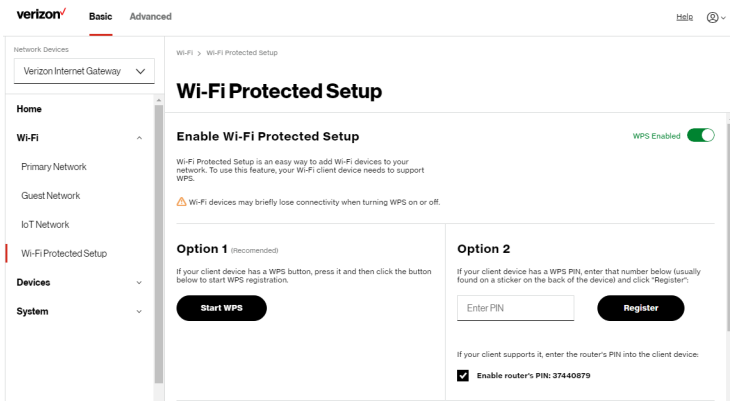 verizon✓
Basic
Advanced
Help
Network Devices
Verizon Internet Gateway
Home
Wi-Fi
Primary Network
Guest Network
IoT Network
Wi-Fi Protected Setup
Devices
System
Wi-Fi > Wi-Fi Protected Setup
Wi-Fi Protected Setup
Enable Wi-Fi Protected Setup
WPS Enabled
Wi-Fi Protected Setup is an easy way to add Wi-Fi devices to your
network. To use this feature, your Wi-Fi client device needs to support
WPS.
Wi-Fi devices may briefly lose connectivity when turning WPS on or off.
Option 1 (Recomended)
If your client device has a WPS button, press it and then click the button
below to start WPS registration.
Start WPS
Option 2
If your client device has a WPS PIN, enter that number below (usually
found on a sticker on the back of the device) and click "Register":
Enter PIN
Register
If your client supports it, enter the router's PIN into the client device:
Enable router's PIN: 37440879